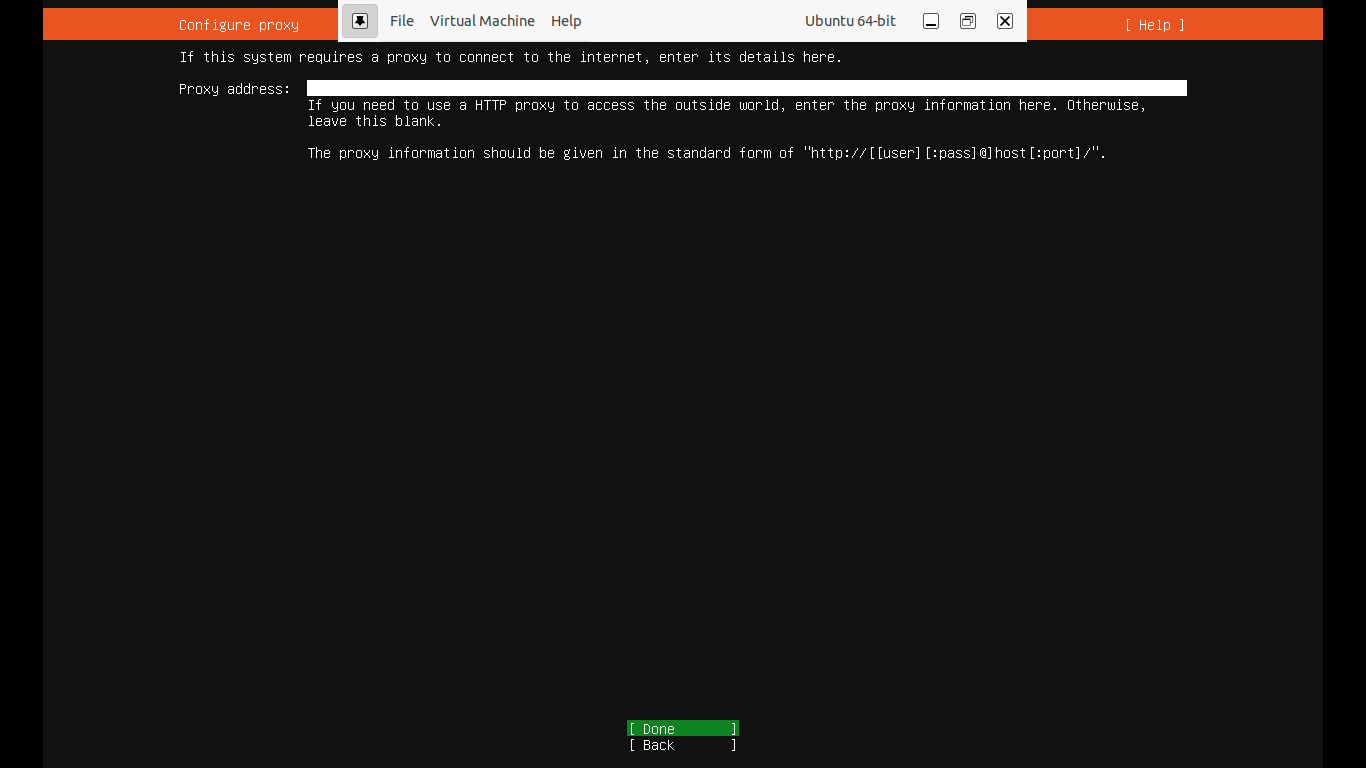 Configure proxy
File Virtual Machine Help Ubuntu 64-bit
[ Help ]
If this system requires a proxy to connect to the internet, enter its details here.
Proxy address:
If you need to use a HTTP proxy to access the outside world, enter the proxy information here. Otherwise,
leave this blank.
The proxy information should be given in the standard form of "http://[[user][:pass]@]host[:port]/".
[ Done ]
[ Back ]